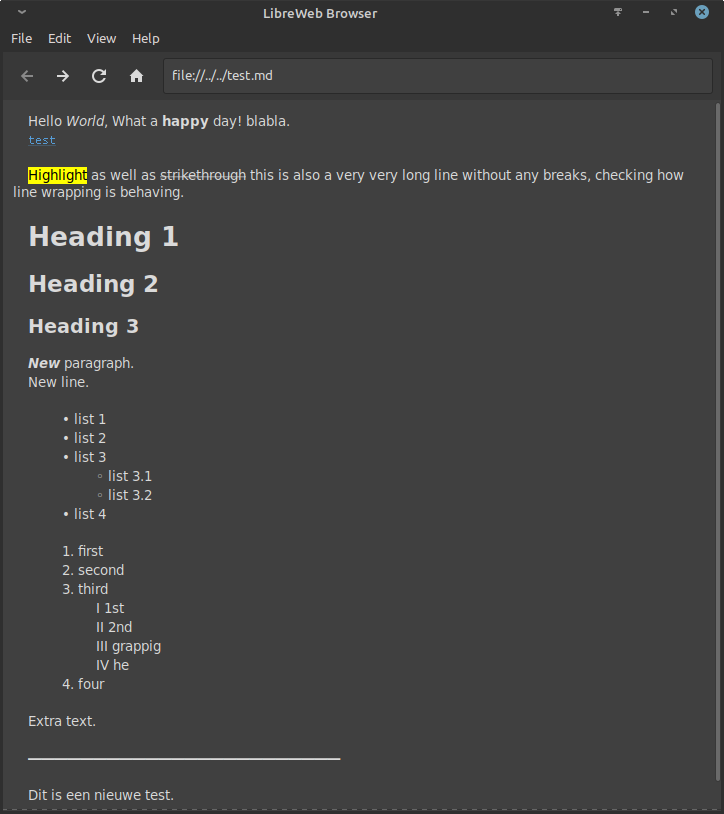 LibreWeb Browser
File Edit View Help
file://../../test.md
Hello World, What a happy day! blabla.
test
Highlight as well as strikethrough this is also a very very long line without any breaks, checking how
line wrapping is behaving.
Heading 1
Heading 2
Heading 3
New paragraph.
New line.
• list 1
• list 2
• list 3
◦ list 3.1
◦ list 3.2
• list 4
1. first
2. second
3. third
I 1st
II 2nd
III grappig
IV he
4. four
Extra text.
Dit is een nieuwe test.